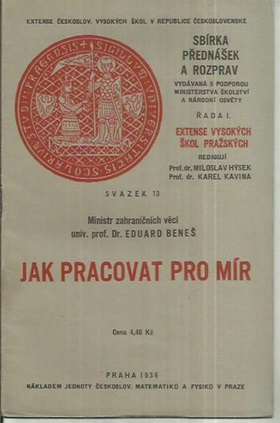 EXTENSE ČESKOSLOV. VYSOKÝCH ŠKOL V REPUBLICE ČESKOSLOVENSKÉ
SBÍRKA
PŘEDNÁŠEK
A ROZPRAV
VYDÁVANÁ S PODPOROU
MINISTERSTVA ŠKOLSTVÍ
A NÁRODNÍ OSVĚTY
ŘADA I.
EXTENSE VYSOKÝCH
ŠKOL PRAŽSKÝCH
REDIGUJÍ
Prof. dr. MILOSLAV HÝSEK
Prof. dr. KAREL KAVINA
SVAZEK 13
Ministr zahraničních věcí
univ. prof. Dr. EDUARD BENEŠ
JAK PRACOVAT PRO MÍR
Cena 4,40 Kč
PRAHA 1936
NÁKLADEM JEDNOTY ČESKOSLOV. MATEMATIKŮ A FYSIKŮ V PRAZE